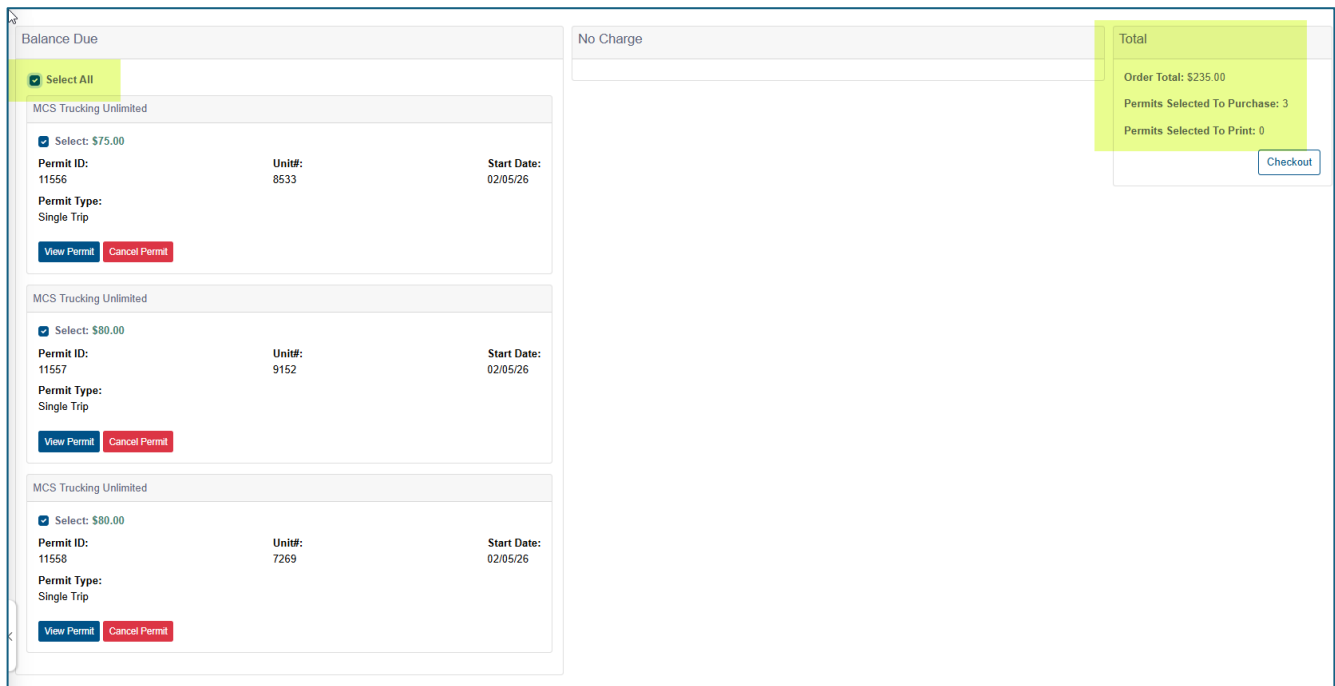 Balance Due
Select All
MCS Trucking Unlimited
Select: $75.00
Permit ID: Unit#: Start Date:
11556 8533 02/05/26
Permit Type:
Single Trip
View Permit Cancel Permit
MCS Trucking Unlimited
Select: $80.00
Permit ID: Unit#: Start Date:
11557 9152 02/05/26
Permit Type:
Single Trip
View Permit Cancel Permit
MCS Trucking Unlimited
Select: $80.00
Permit ID: Unit#: Start Date:
11558 7269 02/05/26
Permit Type:
Single Trip
View Permit Cancel Permit
No Charge
Total
Order Total: $235.00
Permits Selected To Purchase: 3
Permits Selected To Print: 0
Checkout